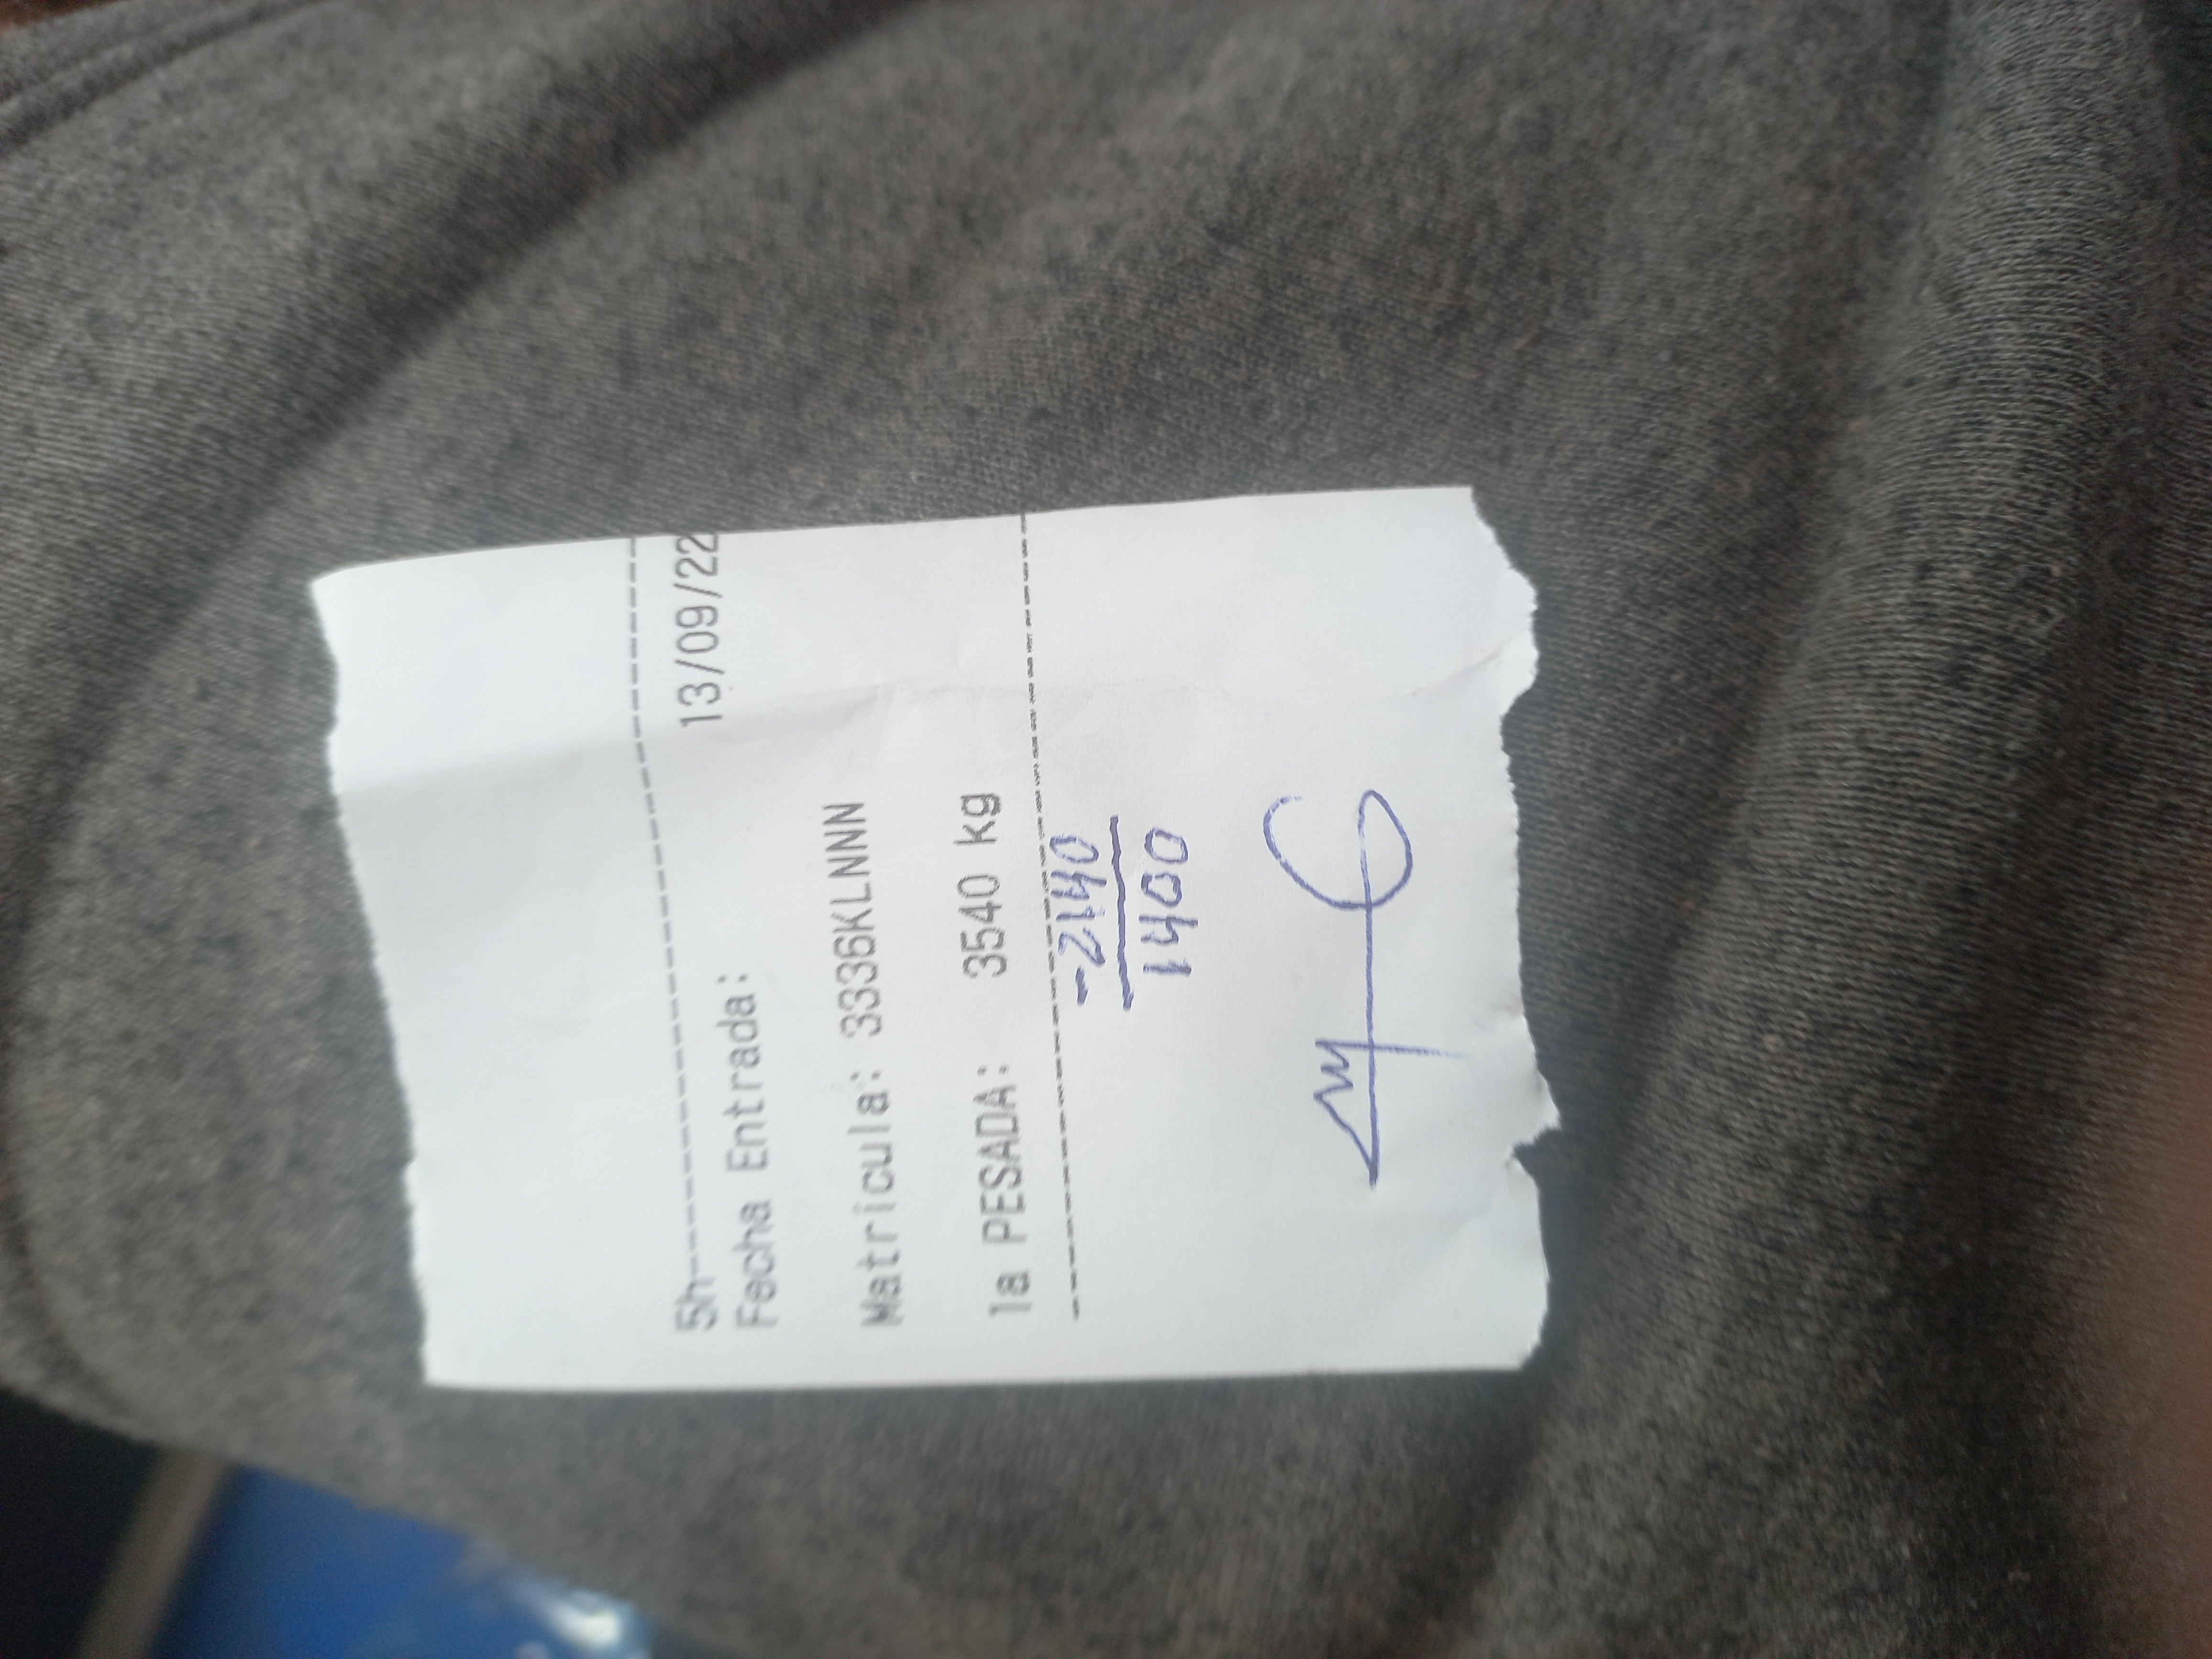 5h------------------------
Fecha Entrada:
13/09/22
Matricula: 3336KLNNN
1a PESADA: 3540 kg
--------------------------
-2140
1400